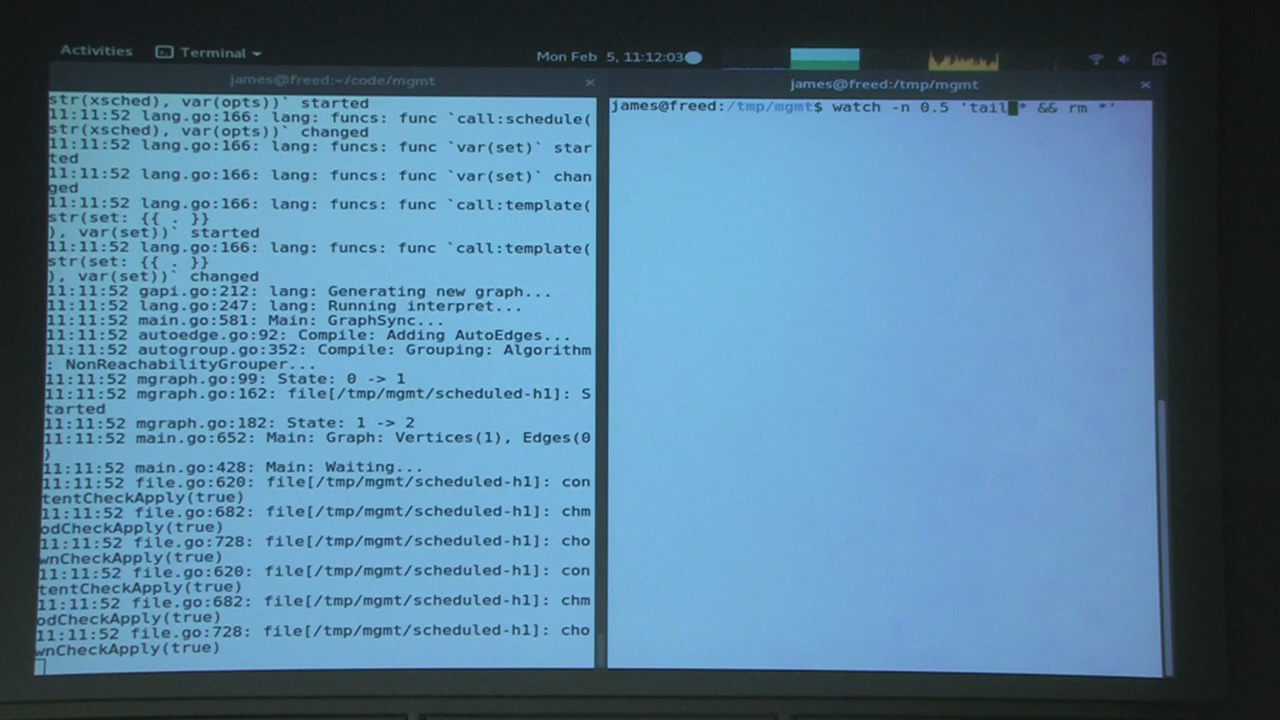 Activities Terminal Mon Feb 5, 11:12:03
james@freed:~/code/mgmt ×
str(xsched), var(opts))` started
11:11:52 lang.go:166: lang: funcs: func `call:schedule(
str(xsched), var(opts))` changed
11:11:52 lang.go:166: lang: funcs: func `var(set)` star
ted
11:11:52 lang.go:166: lang: funcs: func `var(set)` chan
ged
11:11:52 lang.go:166: lang: funcs: func `call:template(
str(set: {{ . }}
), var(set))` started
11:11:52 lang.go:166: lang: funcs: func `call:template(
str(set: {{ . }}
), var(set))` changed
11:11:52 gapi.go:212: lang: Generating new graph...
11:11:52 lang.go:247: lang: Running interpret...
11:11:52 main.go:581: Main: GraphSync...
11:11:52 autoedge.go:92: Compile: Adding AutoEdges...
11:11:52 autogroup.go:352: Compile: Grouping: Algorithm
: NonReachabilityGrouper...
11:11:52 mgraph.go:99: State: 0 -> 1
11:11:52 mgraph.go:162: file[/tmp/mgmt/scheduled-h1]: S
tarted
11:11:52 mgraph.go:182: State: 1 -> 2
11:11:52 main.go:652: Main: Graph: Vertices(1), Edges(0
)
11:11:52 main.go:428: Main: Waiting...
11:11:52 file.go:620: file[/tmp/mgmt/scheduled-h1]: con
tentCheckApply(true)
11:11:52 file.go:682: file[/tmp/mgmt/scheduled-h1]: chm
odCheckApply(true)
11:11:52 file.go:728: file[/tmp/mgmt/scheduled-h1]: cho
wnCheckApply(true)
11:11:52 file.go:620: file[/tmp/mgmt/scheduled-h1]: con
tentCheckApply(true)
11:11:52 file.go:682: file[/tmp/mgmt/scheduled-h1]: chm
odCheckApply(true)
11:11:52 file.go:728: file[/tmp/mgmt/scheduled-h1]: cho
wnCheckApply(true)
james@freed:/tmp/mgmt ×
james@freed:/tmp/mgmt$ watch -n 0.5 'tail * && rm *'